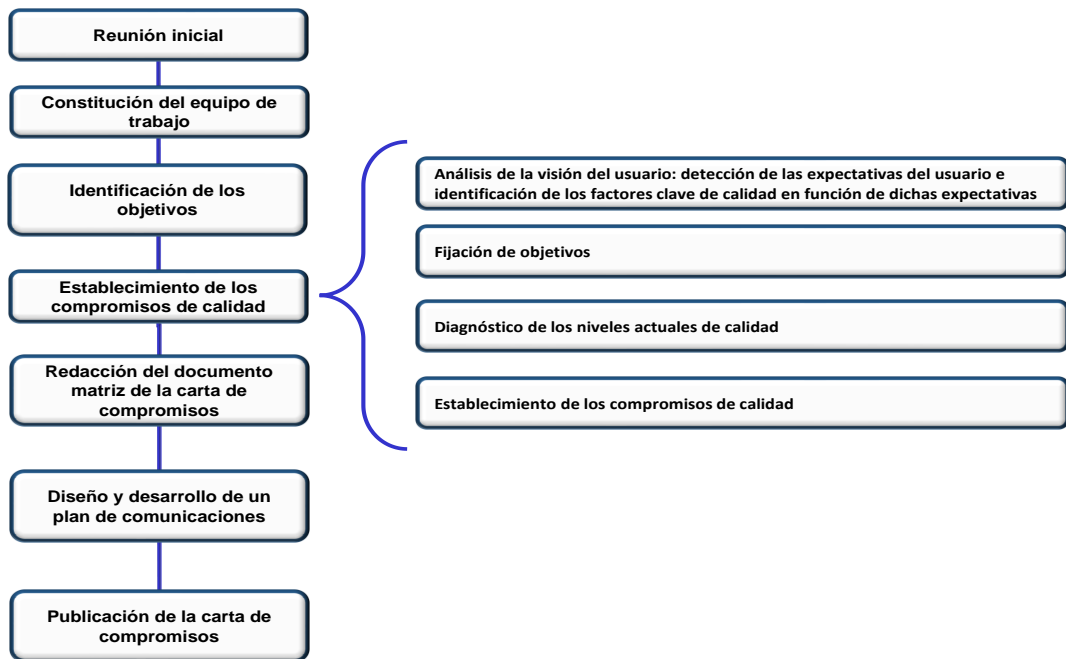 Reunión inicial
Constitución del equipo de
trabajo
Identificación de los
objetivos
Establecimiento de los
compromisos de calidad
Redacción del documento
matriz de la carta de
compromisos
Diseño y desarrollo de un
plan de comunicaciones
Publicación de la carta de
compromisos
Análisis de la visión del usuario: detección de las expectativas del usuario e
identificación de los factores clave de calidad en función de dichas expectativas
Fijación de objetivos
Diagnóstico de los niveles actuales de calidad
Establecimiento de los compromisos de calidad